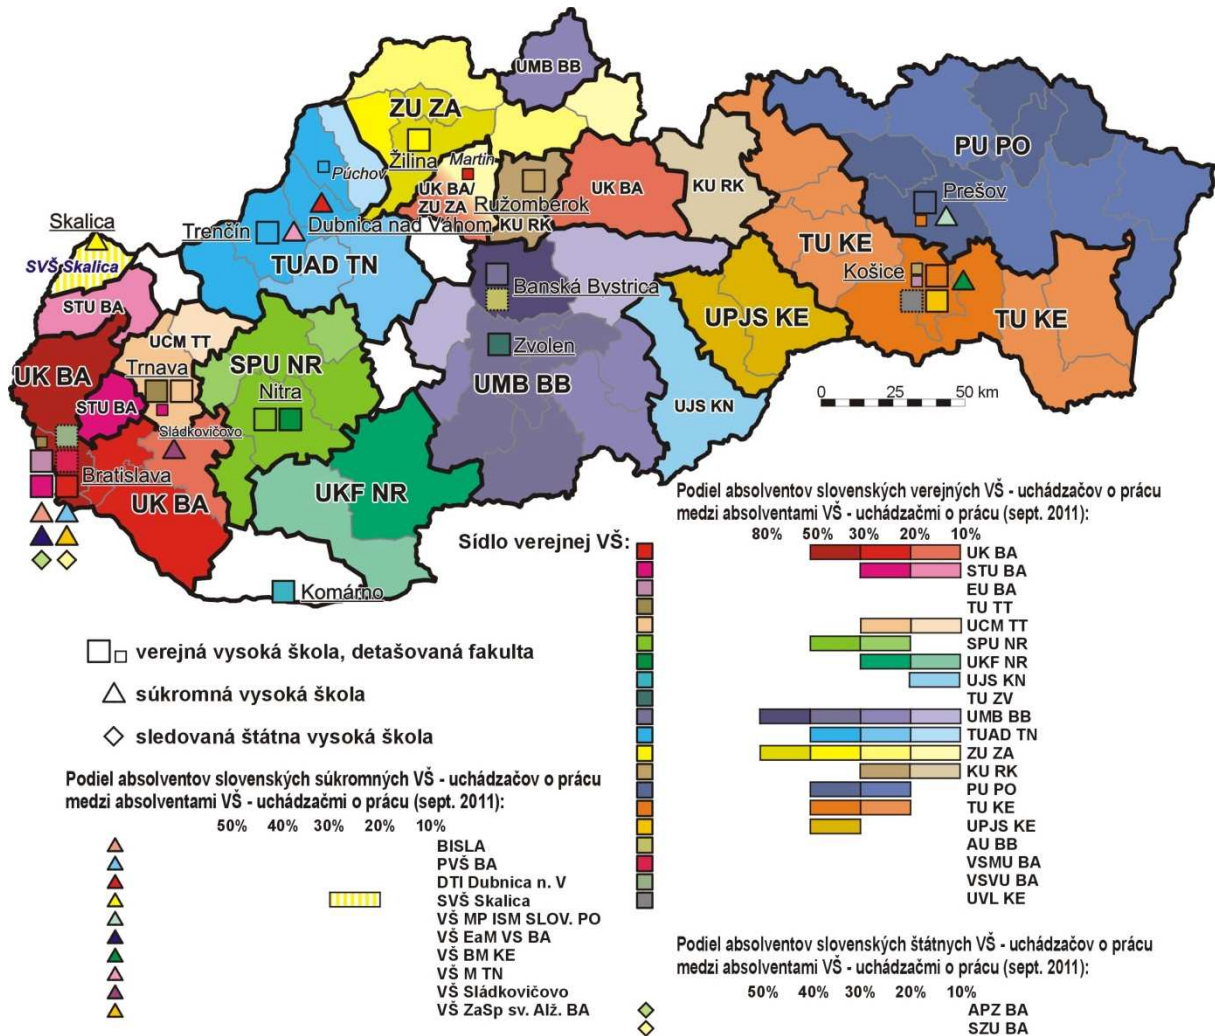 UMB BB
ZU ZA
Žilina
Martin
Púchov
UK BA/
ZU ZA
Ružomberok
KU RK
UK BA
KU RK
PU PO
Prešov
Skalica
SVŠ Skalica
Trenčín
Dubnica nad Váhom
TUAD TN
TU KE
Košice
TU KE
STU BA
UCM TT
Banská Bystrica
UPJS KE
Zvolen
UK BA
Trnava
SPU NR
UMB BB
0 25 50 km
STU BA
Nitra
UJS KN
Sládkovičovo
Bratislava
UK BA
UKF NR
Komárno
Podiel absolventov slovenských verejných VŠ - uchádzačov o prácu
medzi absolventami VŠ - uchádzačmi o prácu (sept. 2011):
Sídlo verejnej VŠ:
80% 50% 30% 20% 10%
UK BA
STU BA
EU BA
TU TT
UCM TT
SPU NR
UKF NR
UJS KN
TU ZV
UMB BB
TUAD TN
ZU ZA
KU RK
PU PO
TU KE
UPJS KE
AU BB
VSMU BA
VSVU BA
UVL KE
verejná vysoká škola, detašovaná fakulta
súkromná vysoká škola
sledovaná štátna vysoká škola
Podiel absolventov slovenských súkromných VŠ - uchádzačov o prácu
medzi absolventami VŠ - uchádzačmi o prácu (sept. 2011):
50% 40% 30% 20% 10%
BISLA
PVŠ BA
DTI Dubnica n. V
SVŠ Skalica
VŠ MP ISM SLOV. PO
VŠ EaM VS BA
VŠ BM KE
VŠ M TN
VŠ Sládkovičovo
VŠ ZaSp sv. Alž. BA
Podiel absolventov slovenských štátnych VŠ - uchádzačov o prácu
medzi absolventami VŠ - uchádzačmi o prácu (sept. 2011):
50% 40% 30% 20% 10%
APZ BA
SZU BA